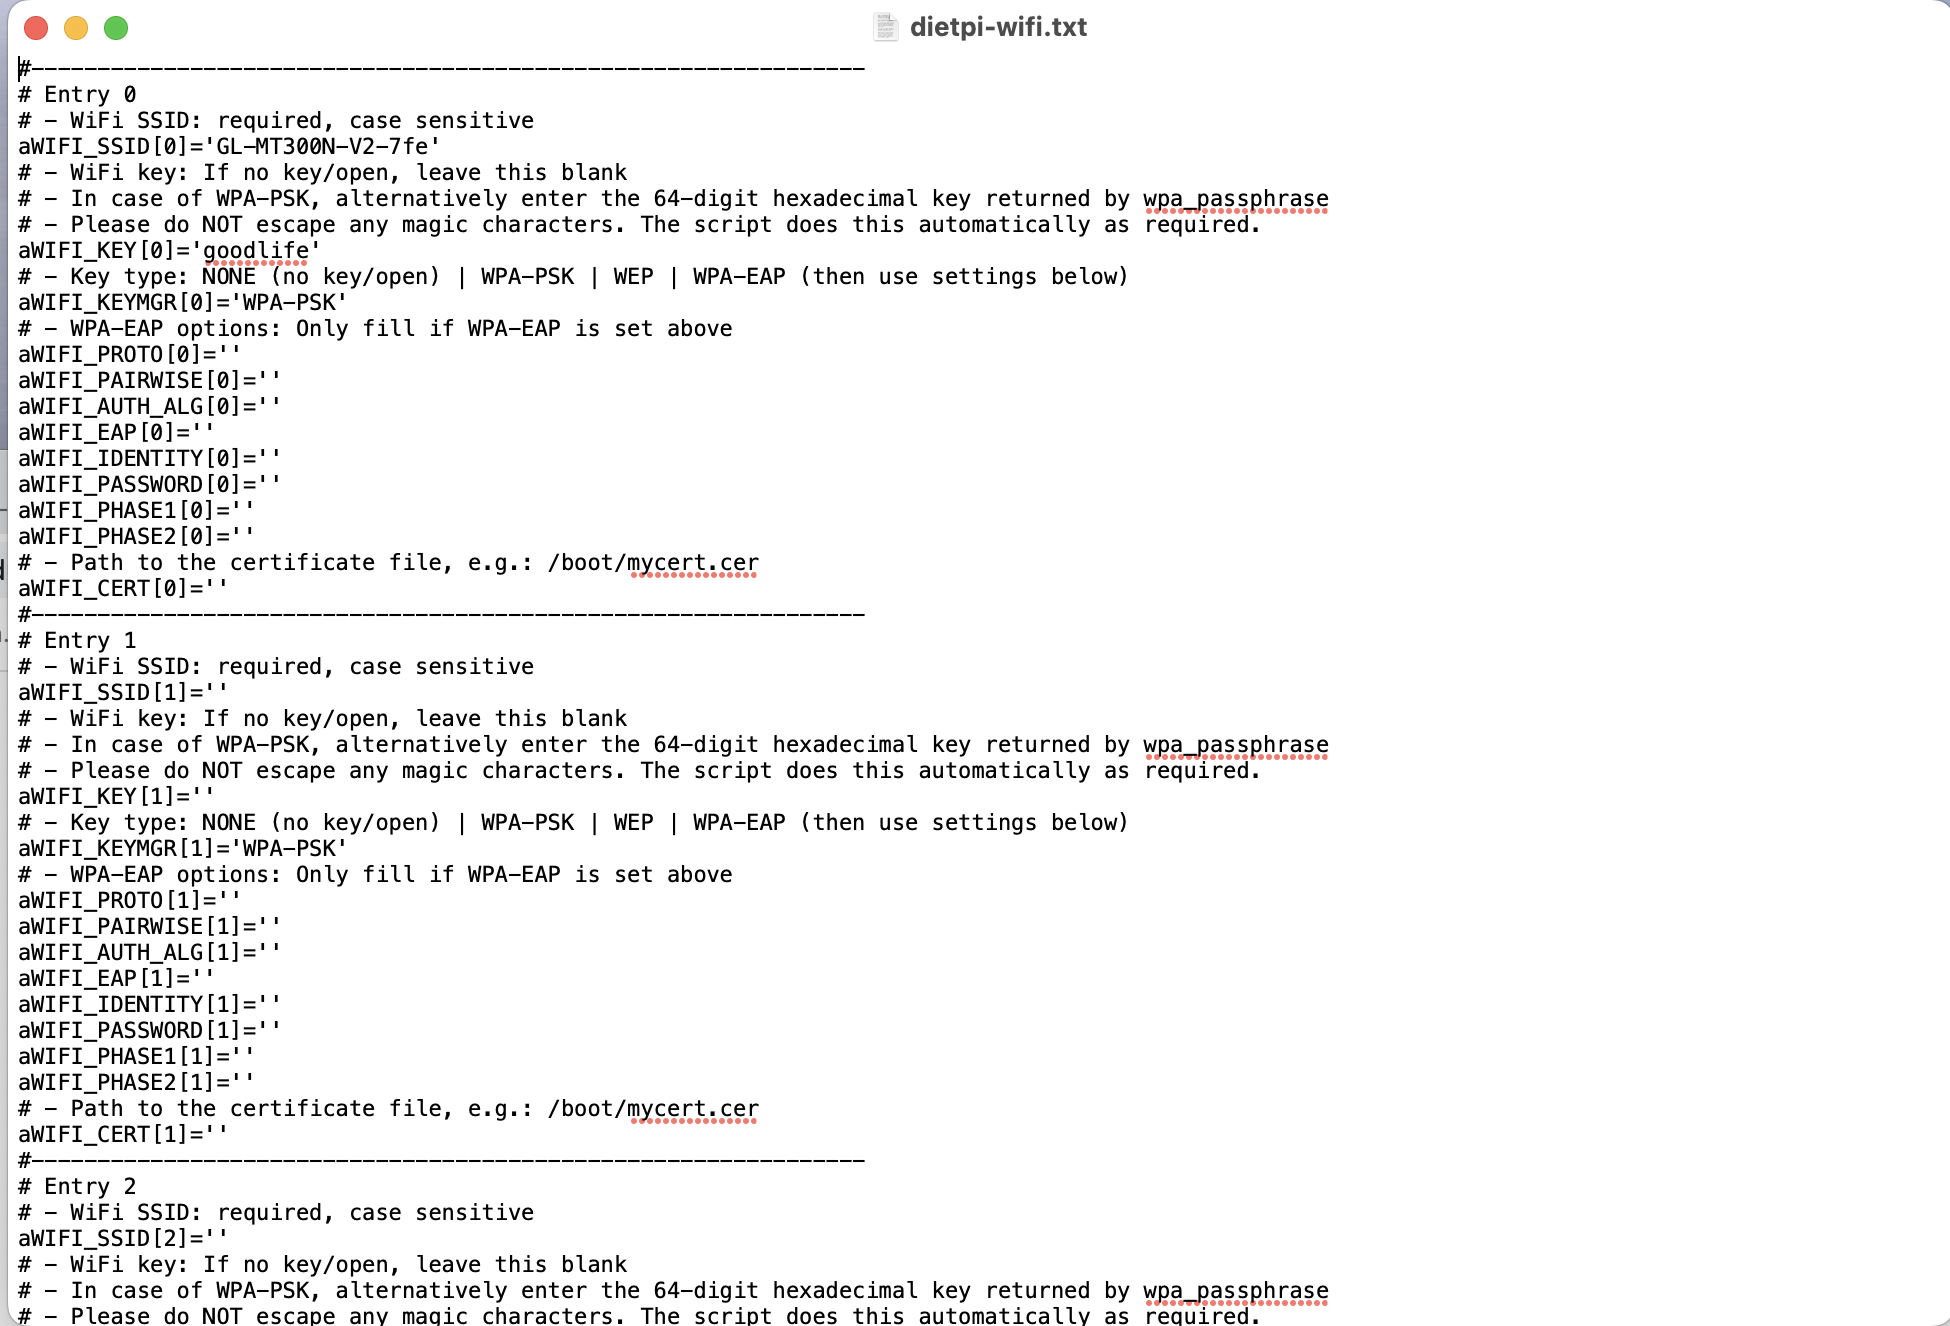 dietpi-wifi.txt
#---------------------------------------------------------------
# Entry 0
# - WiFi SSID: required, case sensitive
aWIFI_SSID[0]='GL-MT300N-V2-7fe'
# - WiFi key: If no key/open, leave this blank
# - In case of WPA-PSK, alternatively enter the 64-digit hexadecimal key returned by wpa_passphrase
# - Please do NOT escape any magic characters. The script does this automatically as required.
aWIFI_KEY[0]='goodlife'
# - Key type: NONE (no key/open) | WPA-PSK | WEP | WPA-EAP (then use settings below)
aWIFI_KEYMGR[0]='WPA-PSK'
# - WPA-EAP options: Only fill if WPA-EAP is set above
aWIFI_PROTO[0]=''
aWIFI_PAIRWISE[0]=''
aWIFI_AUTH_ALG[0]=''
aWIFI_EAP[0]=''
aWIFI_IDENTITY[0]=''
aWIFI_PASSWORD[0]=''
aWIFI_PHASE1[0]=''
aWIFI_PHASE2[0]=''
# - Path to the certificate file, e.g.: /boot/mycert.cer
aWIFI_CERT[0]=''
#---------------------------------------------------------------
# Entry 1
# - WiFi SSID: required, case sensitive
aWIFI_SSID[1]=''
# - WiFi key: If no key/open, leave this blank
# - In case of WPA-PSK, alternatively enter the 64-digit hexadecimal key returned by wpa_passphrase
# - Please do NOT escape any magic characters. The script does this automatically as required.
aWIFI_KEY[1]=''
# - Key type: NONE (no key/open) | WPA-PSK | WEP | WPA-EAP (then use settings below)
aWIFI_KEYMGR[1]='WPA-PSK'
# - WPA-EAP options: Only fill if WPA-EAP is set above
aWIFI_PROTO[1]=''
aWIFI_PAIRWISE[1]=''
aWIFI_AUTH_ALG[1]=''
aWIFI_EAP[1]=''
aWIFI_IDENTITY[1]=''
aWIFI_PASSWORD[1]=''
aWIFI_PHASE1[1]=''
aWIFI_PHASE2[1]=''
# - Path to the certificate file, e.g.: /boot/mycert.cer
aWIFI_CERT[1]=''
#---------------------------------------------------------------
# Entry 2
# - WiFi SSID: required, case sensitive
aWIFI_SSID[2]=''
# - WiFi key: If no key/open, leave this blank
# - In case of WPA-PSK, alternatively enter the 64-digit hexadecimal key returned by wpa_passphrase
# - Please do NOT escape any magic characters. The script does this automatically as required.